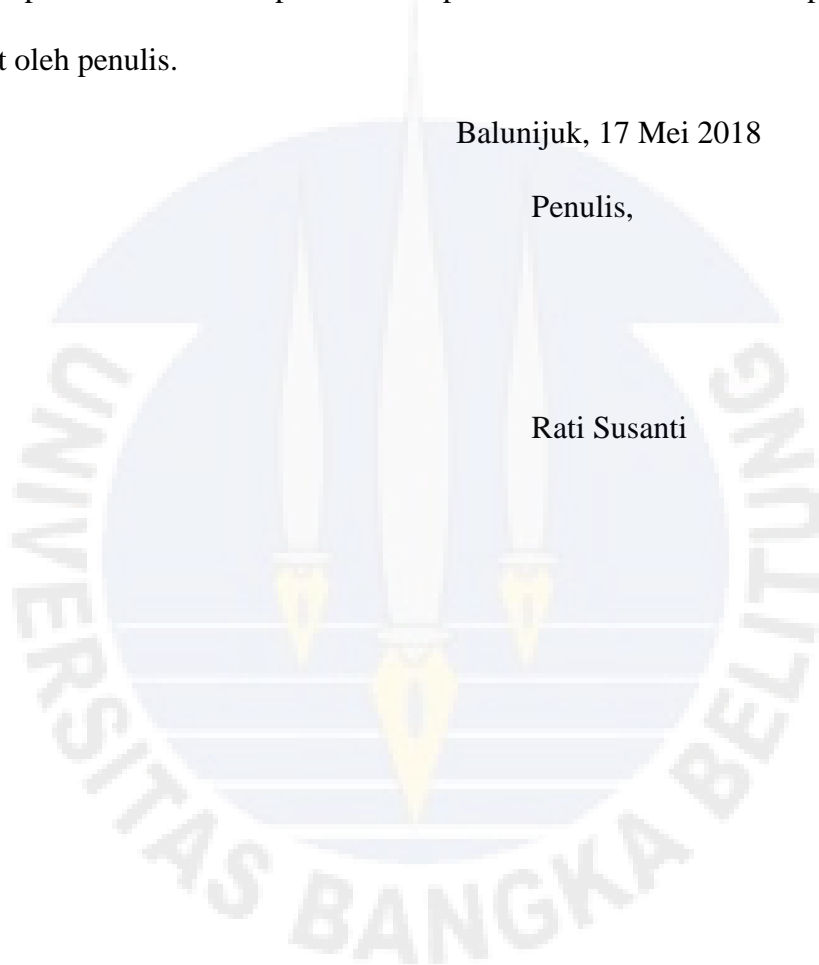 oleh penulis.
Balunijuk, 17 Mei 2018
Penulis,
Rati Susanti
UNIVERSITAS BANGKA BELITUNG